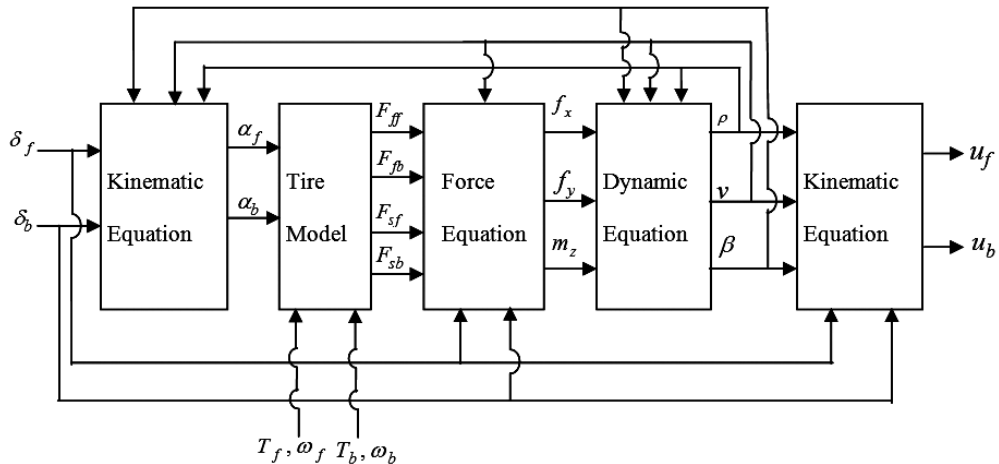 δ_f
δ_b
Kinematic
Equation
α_f
α_b
Tire
Model
F_ff
F_fb
F_sf
F_sb
Force
Equation
f_x
f_y
m_z
Dynamic
Equation
ρ
v
β
Kinematic
Equation
u_f
u_b
T_f, ω_f
T_b, ω_b